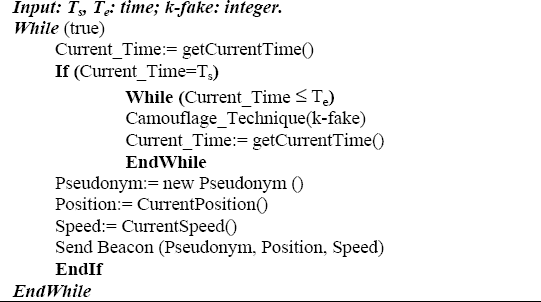 Input: Ts, Te: time; k-fake: integer.
While (true)
Current_Time:= getCurrentTime()
If (Current_Time=Ts)
While (Current_Time ≤ Te)
Camouflage_Technique(k-fake)
Current_Time:= getCurrentTime()
EndWhile
Pseudonym:= new Pseudonym ()
Position:= CurrentPosition()
Speed:= CurrentSpeed()
Send Beacon (Pseudonym, Position, Speed)
EndIf
EndWhile